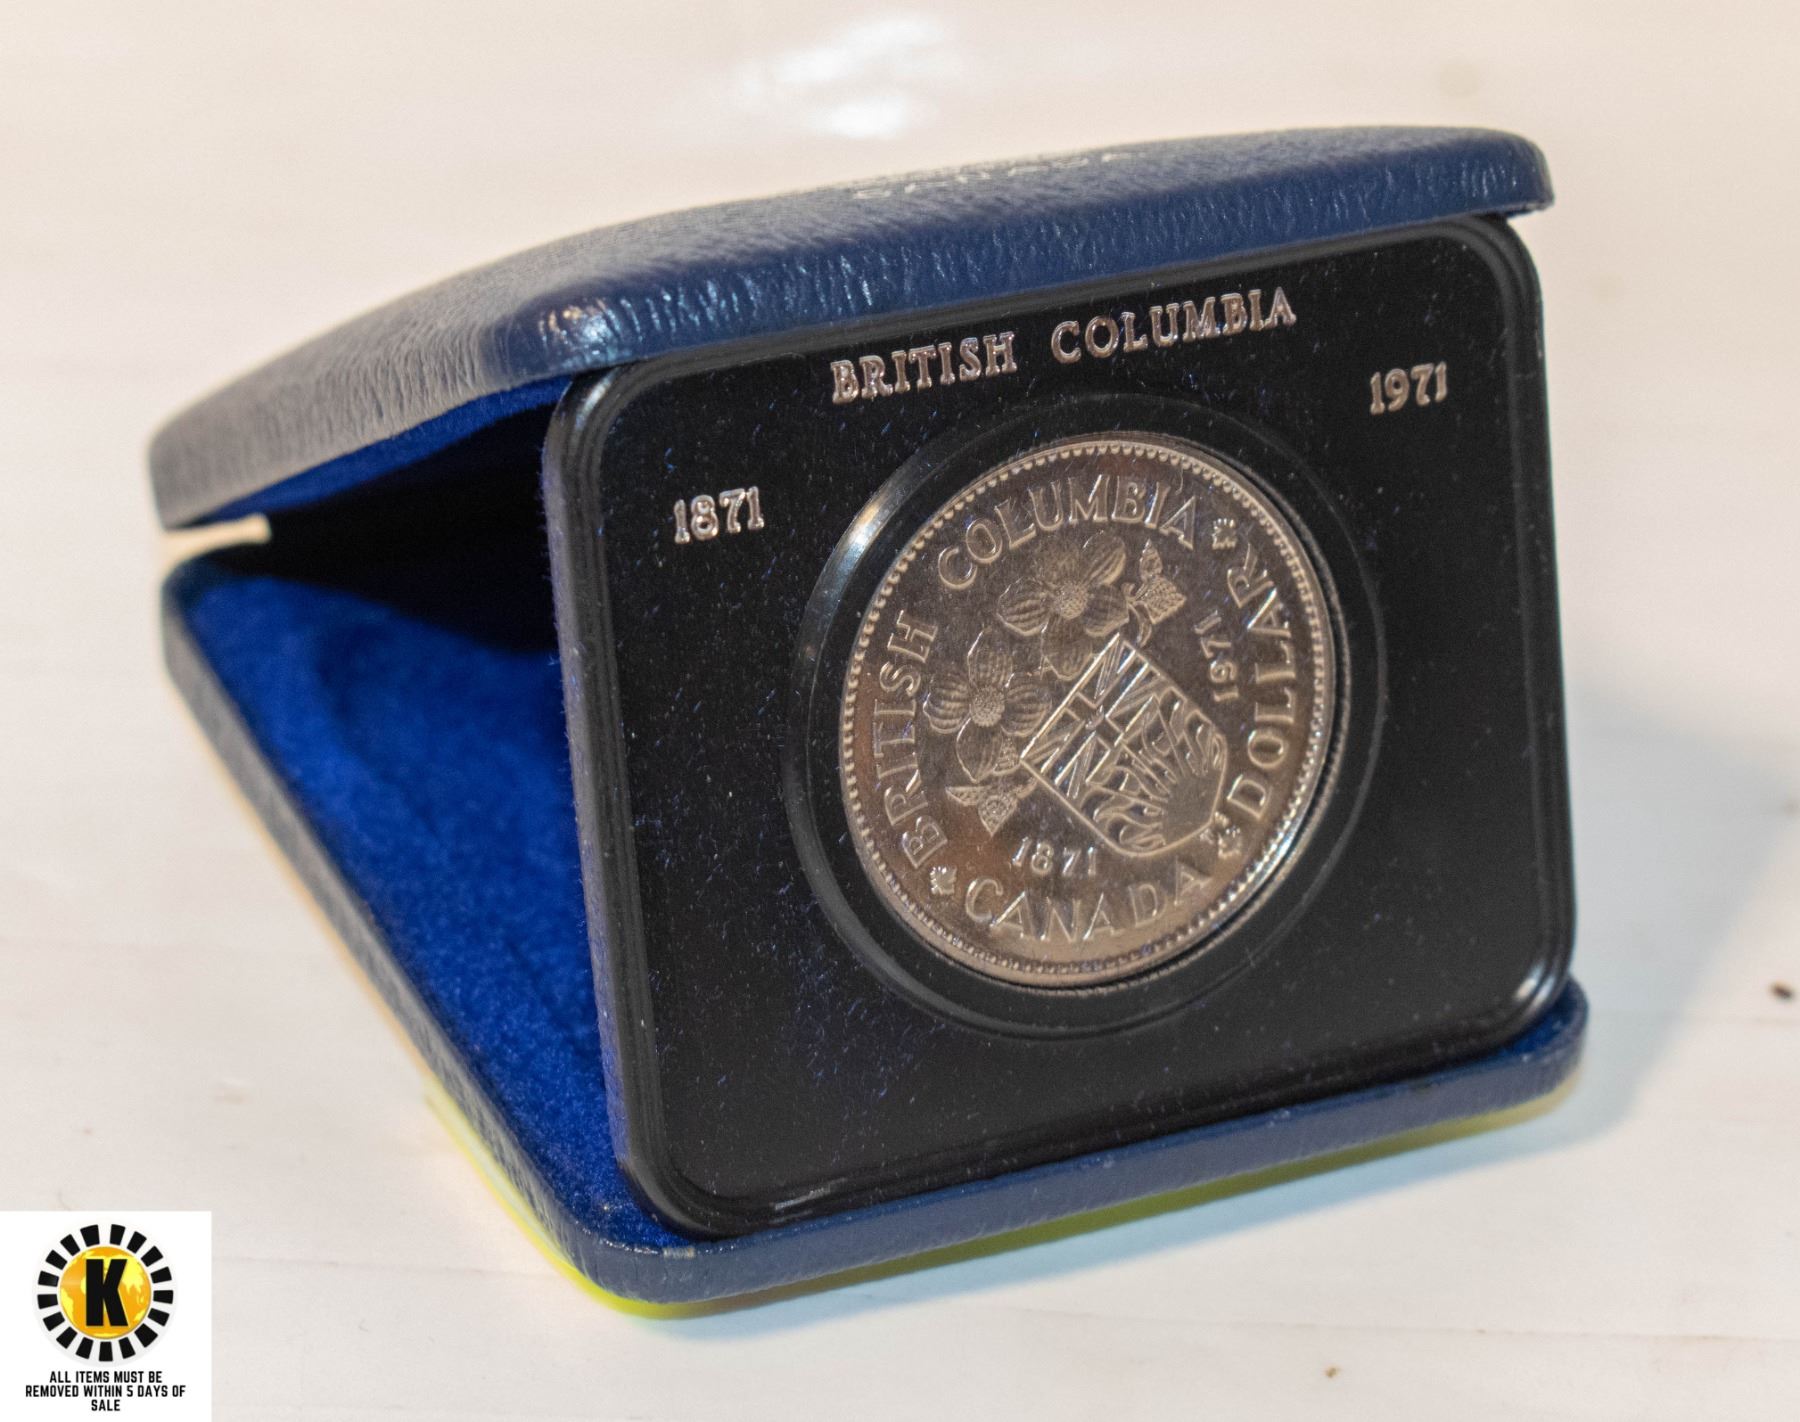 CANADA
BRITISH COLUMBIA
1871
1971
BRITISH COLUMBIA
1971
DOLLAR
1871
CANADA
K
ALL ITEMS MUST BE
REMOVED WITHIN 5 DAYS OF
SALE